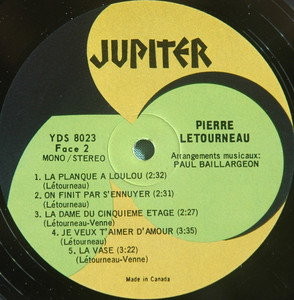 JUPITER
YDS 8023
Face 2
MONO/STEREO
PIERRE
LETOURNEAU
Arrangements musicaux:
PAUL BAILLARGEON
1. LA PLANQUE A LOULOU (2:32)
(Létourneau)
2. ON FINIT PAR S'ENNUYER (2:31)
(Létourneau)
3. LA DAME DU CINQUIEME ETAGE (2:27)
(Létourneau-Venne)
4. JE VEUX T'AIMER D'AMOUR (3:35)
(Létourneau)
5. LA VASE (3:22)
(Létourneau-Venne)
Made in Canada